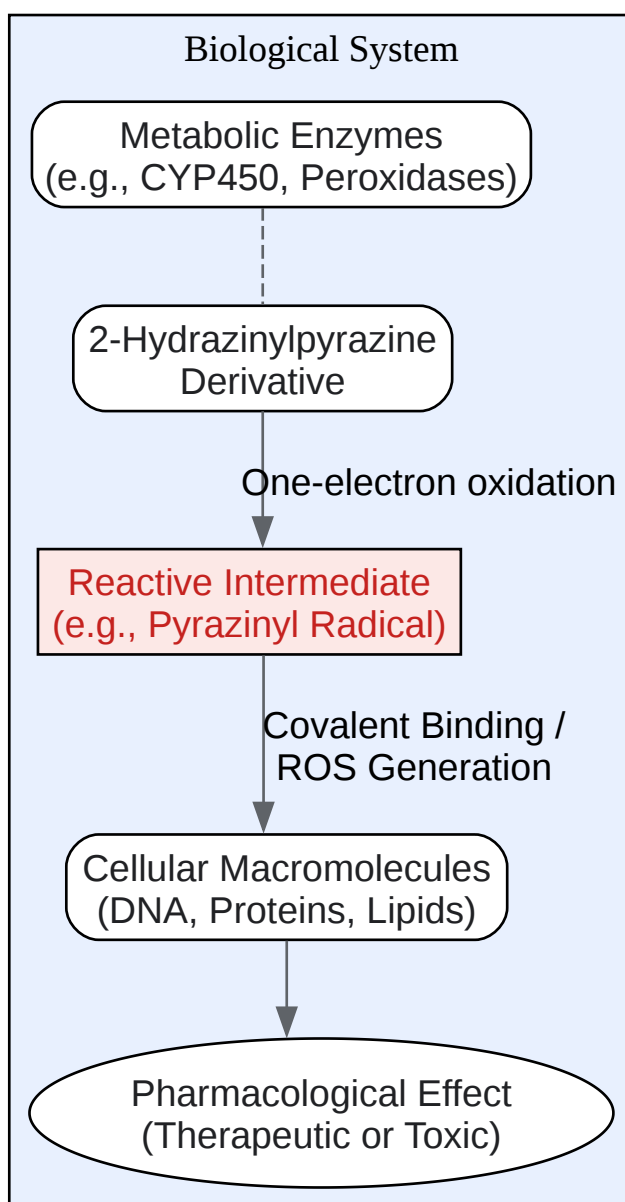 Biological System
Metabolic Enzymes
(e.g., CYP450, Peroxidases)
2-Hydrazinylpyrazine
Derivative
One-electron oxidation
Reactive Intermediate
(e.g., Pyrazinyl Radical)
Covalent Binding /
ROS Generation
Cellular Macromolecules
(DNA, Proteins, Lipids)
Pharmacological Effect
(Therapeutic or Toxic)